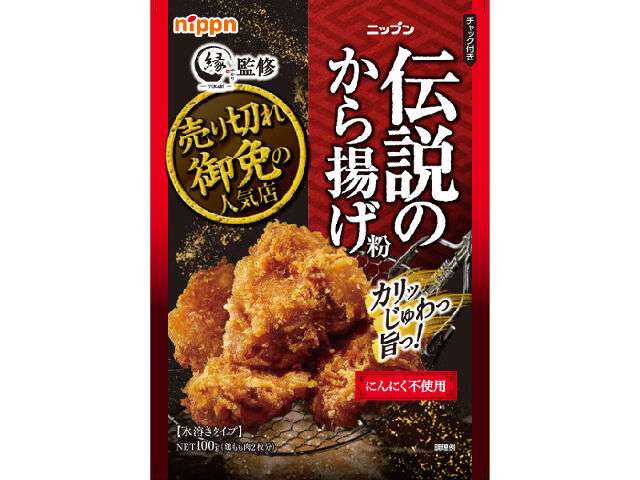 nippn
ニップン
チャック付き
縁
YUKARI
監修
売り切れ
御免の
人気店
伝説の
から揚げ粉
カリッ
じゅわっ
旨っ!
にんにく不使用
【水溶きタイプ】
NET100g(鶏もも肉2枚分)
調理例